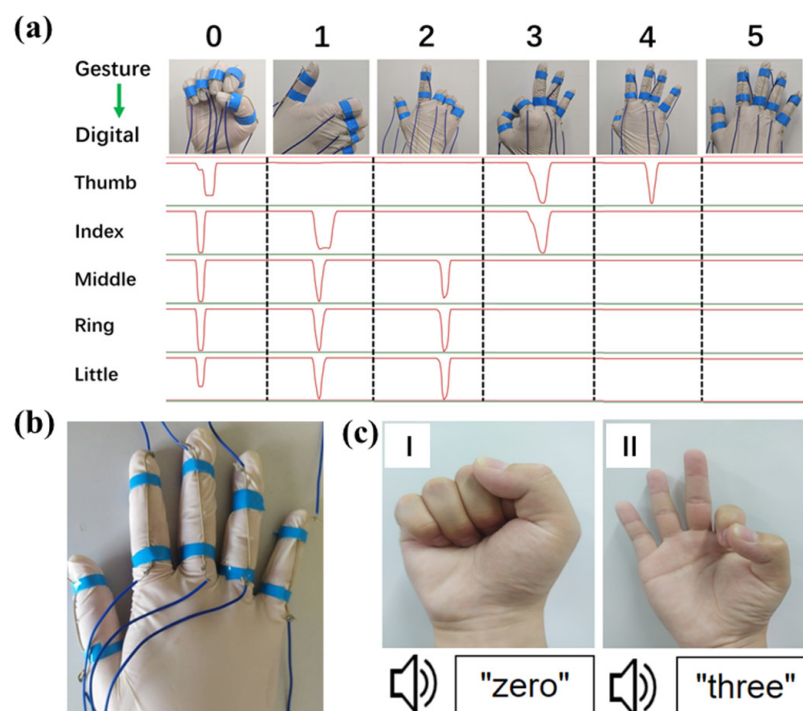 (a)
0 1 2 3 4 5
Gesture
Digital
Thumb
Index
Middle
Ring
Little
(b)
(c)
I
II
"zero"
"three"